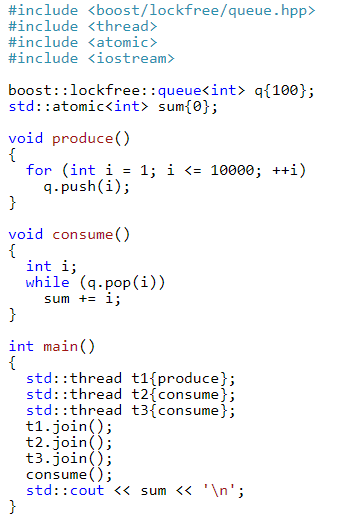 #include <boost/lockfree/queue.hpp>
#include <thread>
#include <atomic>
#include <iostream>

boost::lockfree::queue<int> q{100};
std::atomic<int> sum{0};

void produce()
{
  for (int i = 1; i <= 10000; ++i)
    q.push(i);
}

void consume()
{
  int i;
  while (q.pop(i))
    sum += i;
}

int main()
{
  std::thread t1{produce};
  std::thread t2{consume};
  std::thread t3{consume};
  t1.join();
  t2.join();
  t3.join();
  consume();
  std::cout << sum << '\n';
}